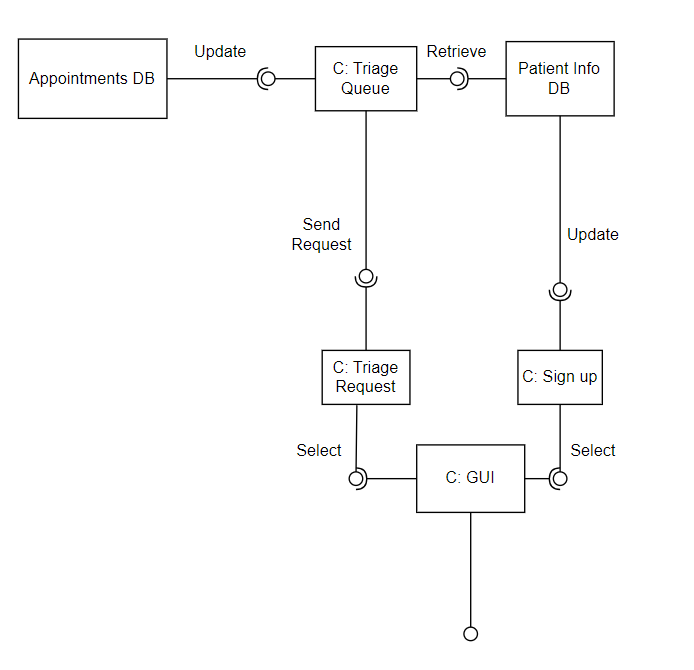 Update
Retrieve
Appointments DB
C: Triage
Queue
Patient Info
DB
Send
Request
Update
C: Triage
Request
C: Sign up
Select
Select
C: GUI